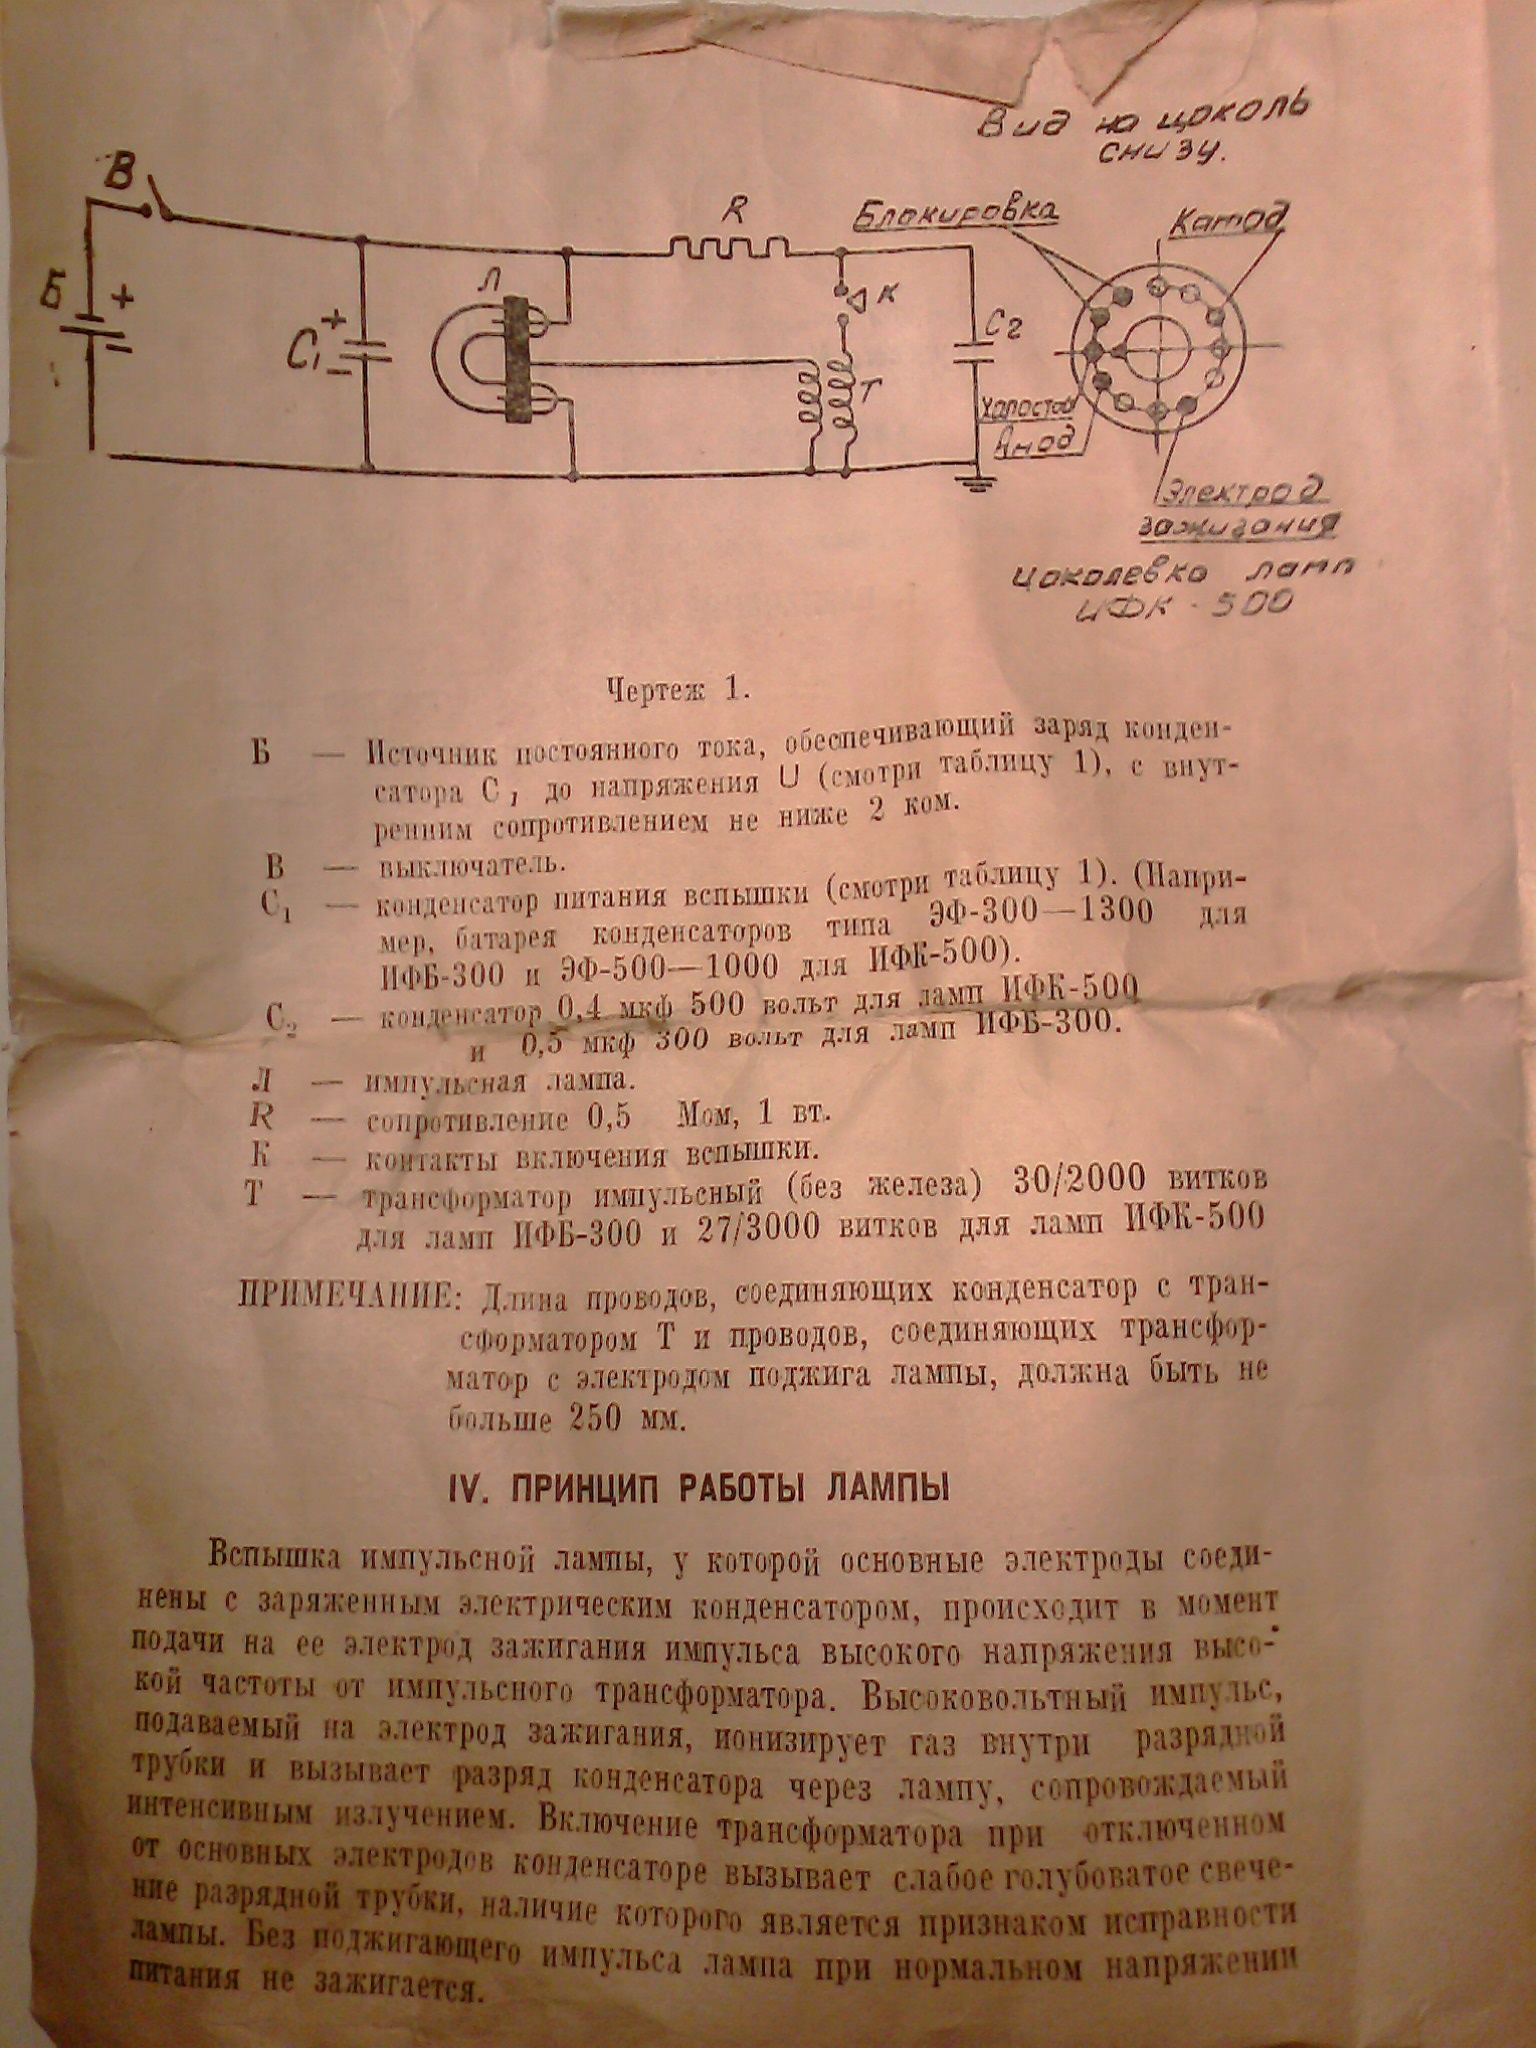 Вид на цоколь
снизу.
В
R
Блокировка
Катод
Б
+
−
C₁
+
−
Л
К
Т
C₂
Халостой
Анод
Электрод
зажигания
Цоколевка ламп
ИФК - 500
Чертеж 1.
Б — Источник постоянного тока, обеспечивающий заряд конден-
сатора C₁ до напряжения U (смотри таблицу 1), с внут-
ренним сопротивлением не ниже 2 ком.
В — выключатель.
C₁ — конденсатор питания вспышки (смотри таблицу 1). (Напри-
мер, батарея конденсаторов типа ЭФ-300—1300 для
ИФБ-300 и ЭФ-500—1000 для ИФК-500).
C₂ — конденсатор 0,4 мкф 500 вольт для ламп ИФК-500
и 0,5 мкф 300 вольт для ламп ИФБ-300.
Л — импульсная лампа.
R — сопротивление 0,5 Мом, 1 вт.
К — контакты включения вспышки.
Т — трансформатор импульсный (без железа) 30/2000 витков
для ламп ИФБ-300 и 27/3000 витков для ламп ИФК-500
ПРИМЕЧАНИЕ: Длина проводов, соединяющих конденсатор с тран-
сформатором Т и проводов, соединяющих трансфор-
матор с электродом поджига лампы, должна быть не
больше 250 мм.
IV. ПРИНЦИП РАБОТЫ ЛАМПЫ
Вспышка импульсной лампы, у которой основные электроды соеди-
нены с заряженным электрическим конденсатором, происходит в момент
подачи на ее электрод зажигания импульса высокого напряжения высо-
кой частоты от импульсного трансформатора. Высоковольтный импульс,
подаваемый на электрод зажигания, ионизирует газ внутри разрядной
трубки и вызывает разряд конденсатора через лампу, сопровождаемый
интенсивным излучением. Включение трансформатора при отключенном
от основных электродов конденсаторе вызывает слабое голубоватое свече-
ние разрядной трубки, наличие которого является признаком исправности
лампы. Без поджигающего импульса лампа при нормальном напряжении
питания не зажигается.